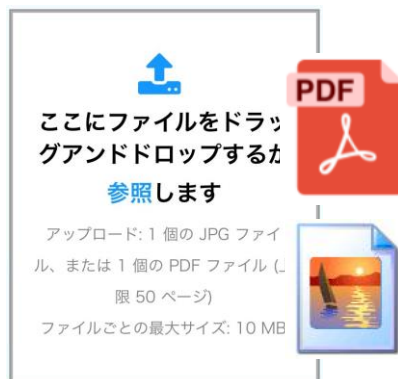 ここにファイルをドラッ
グアンドドロップするか
参照します
アップロード: 1 個の JPG ファイ
ル、または 1 個の PDF ファイル (上
限 50 ページ)
ファイルごとの最大サイズ: 10 MB
PDF